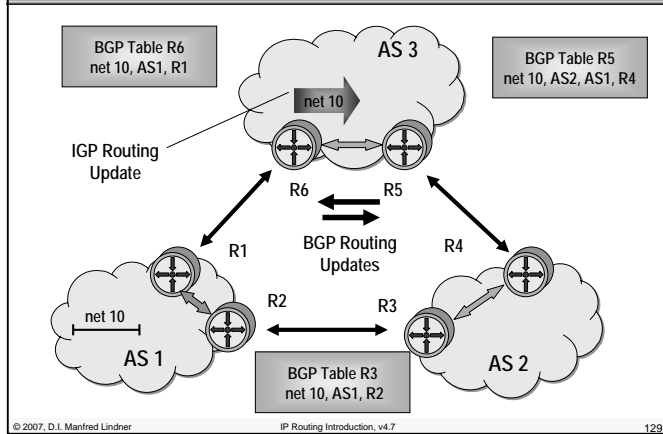 BGP Table R6
net 10, AS1, R1
AS 3
BGP Table R5
net 10, AS2, AS1, R4
net 10
IGP Routing
Update
R6
R5
BGP Routing
Updates
R1
R4
net 10
R2
R3
AS 1
AS 2
BGP Table R3
net 10, AS1, R2
© 2007, D.I. Manfred Lindner
IP Routing Introduction, v4.7
129